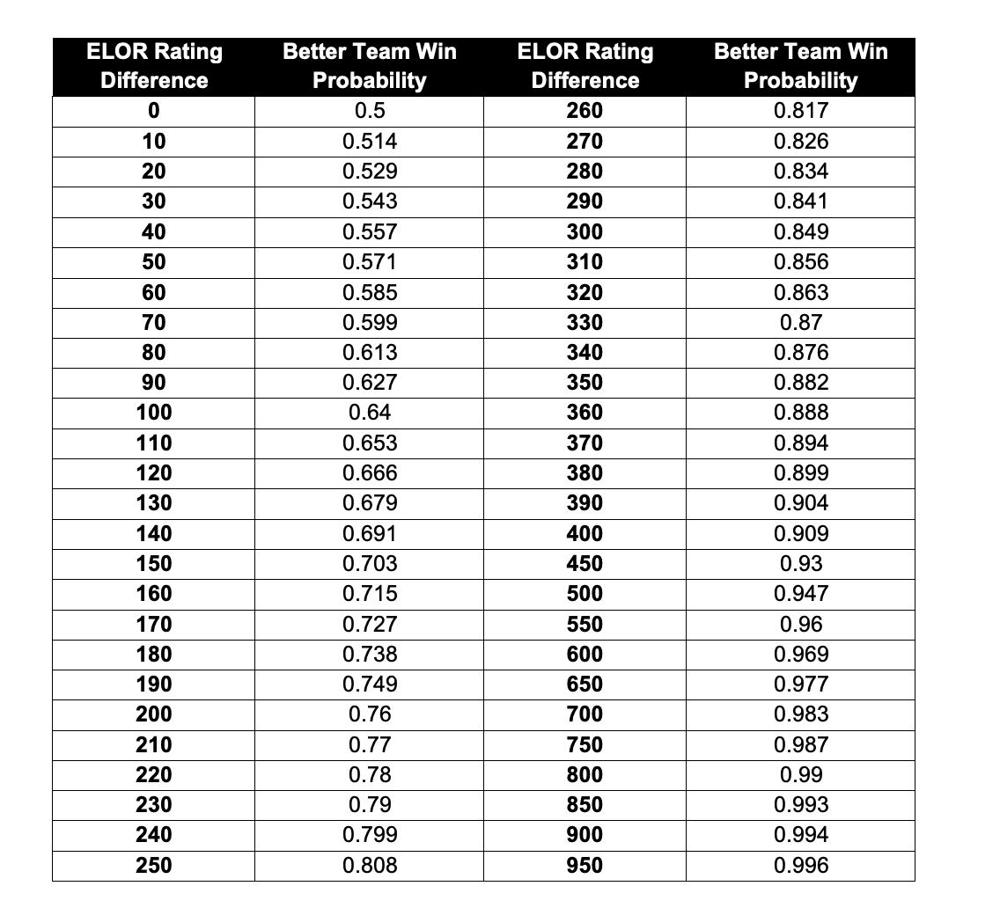 ELOR Rating Difference Better Team Win Probability ELOR Rating Difference Better Team Win Probability
0 0.5 260 0.817
10 0.514 270 0.826
20 0.529 280 0.834
30 0.543 290 0.841
40 0.557 300 0.849
50 0.571 310 0.856
60 0.585 320 0.863
70 0.599 330 0.87
80 0.613 340 0.876
90 0.627 350 0.882
100 0.64 360 0.888
110 0.653 370 0.894
120 0.666 380 0.899
130 0.679 390 0.904
140 0.691 400 0.909
150 0.703 450 0.93
160 0.715 500 0.947
170 0.727 550 0.96
180 0.738 600 0.969
190 0.749 650 0.977
200 0.76 700 0.983
210 0.77 750 0.987
220 0.78 800 0.99
230 0.79 850 0.993
240 0.799 900 0.994
250 0.808 950 0.996